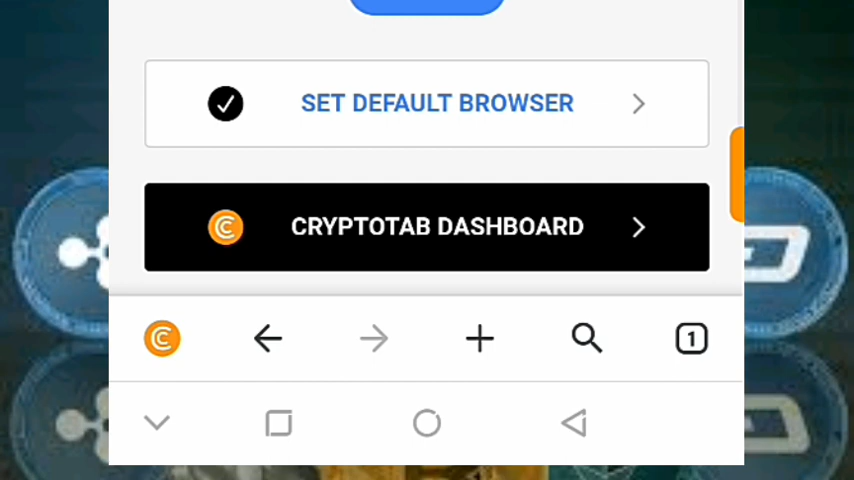 SET DEFAULT BROWSER
CRYPTOTAB DASHBOARD
1